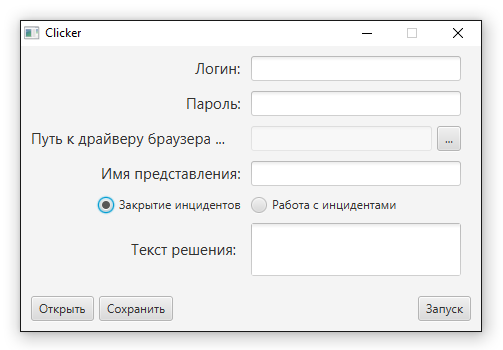 Clicker
Логин:
Пароль:
Путь к драйверу браузера ... ...
Имя представления:
Закрытие инцидентов Работа с инцидентами
Текст решения:
Открыть Сохранить Запуск